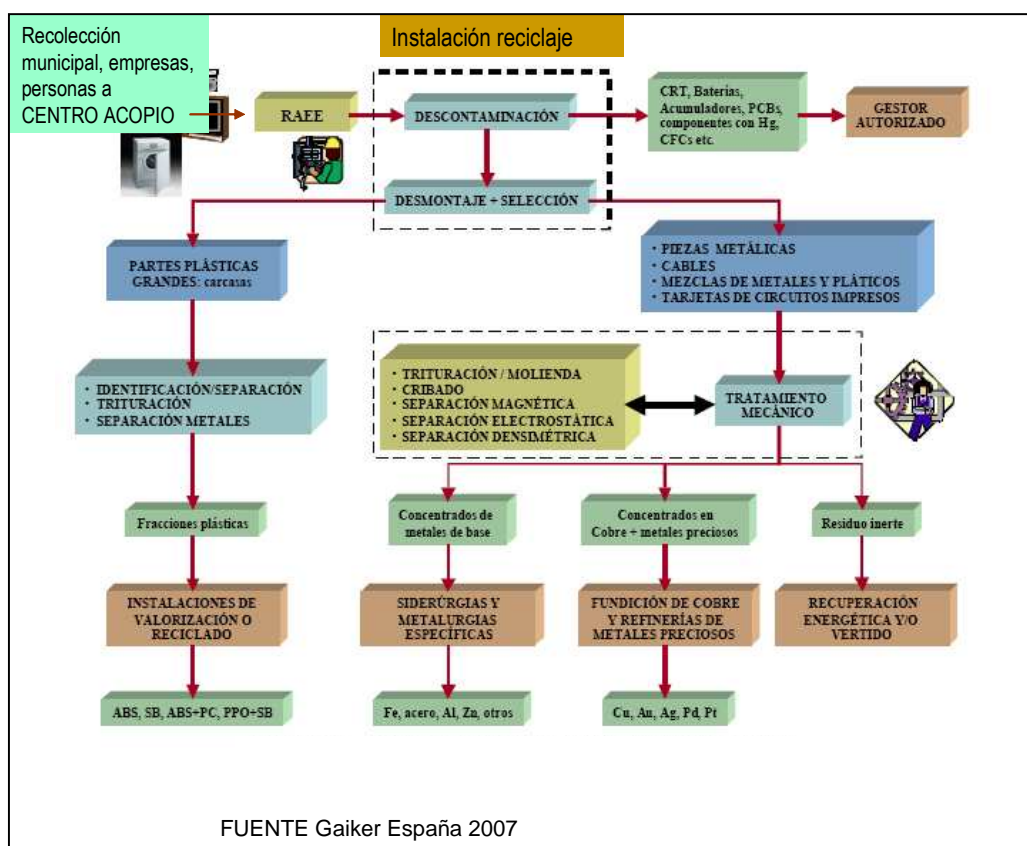 Recolección
municipal, empresas,
personas a
CENTRO ACOPIO
Instalación reciclaje
RAEE
DESCONTAMINACIÓN
CRT, Baterías,
Acumuladores, PCBs,
componentes con Hg,
CFCs etc.
GESTOR
AUTORIZADO
DESMONTAJE + SELECCIÓN
PARTES PLÁSTICAS
GRANDES: carcasas
• PIEZAS METÁLICAS
• CABLES
• MEZCLAS DE METALES Y PLÁTICOS
• TARJETAS DE CIRCUITOS IMPRESOS
• IDENTIFICACIÓN/SEPARACIÓN
• TRITURACIÓN
• SEPARACIÓN METALES
• TRITURACIÓN / MOLIENDA
• CRIBADO
• SEPARACIÓN MAGNÉTICA
• SEPARACIÓN ELECTROSTÁTICA
• SEPARACIÓN DENSIMÉTRICA
TRATAMIENTO
MECÁNICO
Fracciones plásticas
Concentrados de
metales de base
Concentrados en
Cobre + metales preciosos
Residuo inerte
INSTALACIONES DE
VALORIZACIÓN O
RECICLADO
SIDERÚRGIAS Y
METALURGIAS
ESPECÍFICAS
FUNDICIÓN DE COBRE
Y REFINERÍAS DE
METALES PRECIOSOS
RECUPERACIÓN
ENERGÉTICA Y/O
VERTIDO
ABS, SB, ABS+PC, PPO+SB
Fe, acero, Al, Zn, otros
Cu, Au, Ag, Pd, Pt
FUENTE Gaiker España 2007